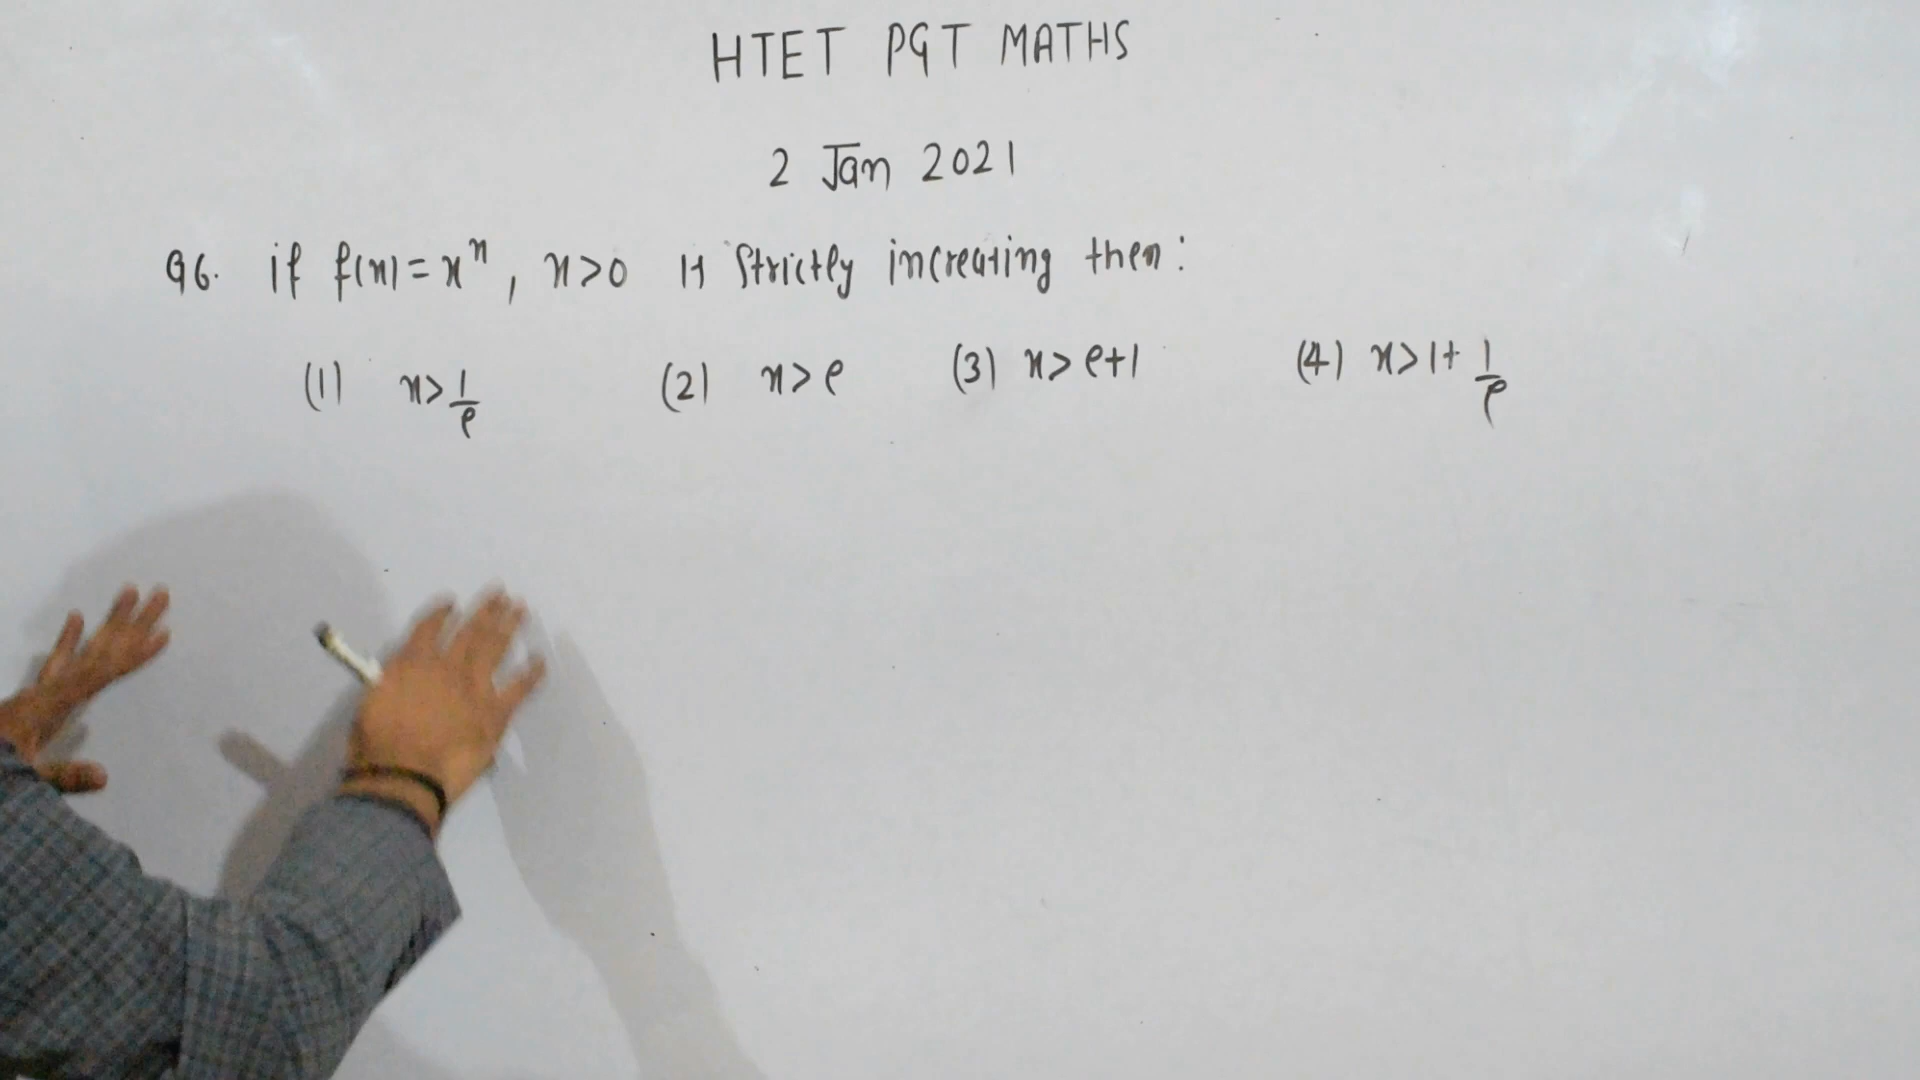 HTET PGT MATHS
2 Jan 2021
Q6. if f(x) = xˣ, x>0 is Strictly increasing then:
(1) x> 1/e (2) x>e (3) x> e+1 (4) x>1+ 1/e